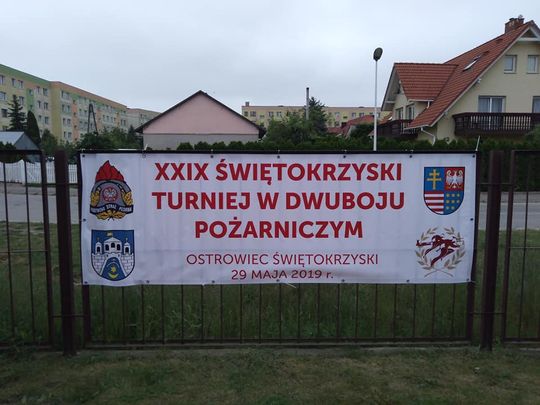 XXIX ŚWIĘTOKRZYSKI
TURNIEJ W DWUBOJU
POŻARNICZYM
OSTROWIEC ŚWIĘTOKRZYSKI
29 MAJA 2019 r.